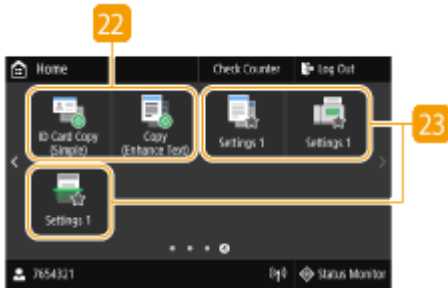 22
Home Check Counter Log Out
ID Card Copy
(Simple)
Copy
(Enhance Text)
Settings 1
Settings 1
23
Settings 1
7654321 Status Monitor